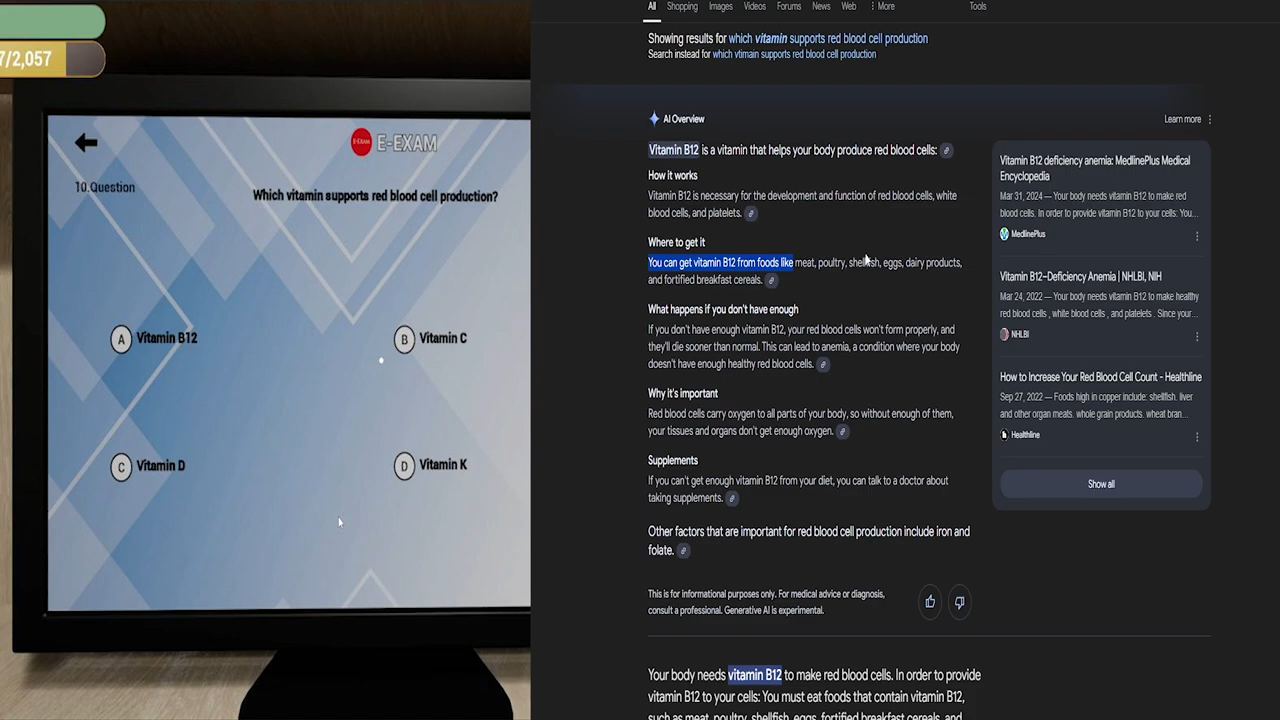 7/2,057
E-EXAM
E-EXAM
10.Question
Which vitamin supports red blood cell production?
A Vitamin B12
B Vitamin C
C Vitamin D
D Vitamin K
All Shopping Images Videos Forums News Web More Tools
Showing results for which vitamin supports red blood cell production
Search instead for which vtimain supports red blood cell production
AI Overview
Learn more
Vitamin B12 is a vitamin that helps your body produce red blood cells:
How it works
Vitamin B12 is necessary for the development and function of red blood cells, white
blood cells, and platelets.
Where to get it
You can get vitamin B12 from foods like meat, poultry, shellfish, eggs, dairy products,
and fortified breakfast cereals.
What happens if you don't have enough
If you don't have enough vitamin B12, your red blood cells won't form properly, and
they'll die sooner than normal. This can lead to anemia, a condition where your body
doesn't have enough healthy red blood cells.
Why it's important
Red blood cells carry oxygen to all parts of your body, so without enough of them,
your tissues and organs don't get enough oxygen.
Supplements
If you can't get enough vitamin B12 from your diet, you can talk to a doctor about
taking supplements.
Other factors that are important for red blood cell production include iron and
folate.
This is for informational purposes only. For medical advice or diagnosis,
consult a professional. Generative AI is experimental.
Vitamin B12 deficiency anemia: MedlinePlus Medical
Encyclopedia
Mar 31, 2024 — Your body needs vitamin B12 to make red
blood cells. In order to provide vitamin B12 to your cells: You...
MedlinePlus
Vitamin B12–Deficiency Anemia | NHLBI, NIH
Mar 24, 2022 — Your body needs vitamin B12 to make healthy
red blood cells , white blood cells , and platelets . Since your...
NHLBI
How to Increase Your Red Blood Cell Count - Healthline
Sep 27, 2022 — Foods high in copper include: shellfish. liver
and other organ meats. whole grain products. wheat bran...
Healthline
Show all
Your body needs vitamin B12 to make red blood cells. In order to provide
vitamin B12 to your cells: You must eat foods that contain vitamin B12,
such as meat, poultry, shellfish, eggs, fortified breakfast cereals, and